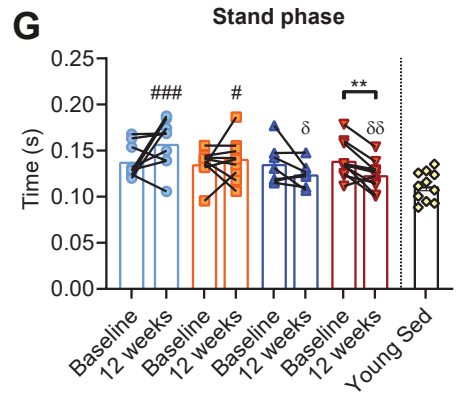 G
Stand phase
Time (s)
0.25
0.20
0.15
0.10
0.05
0.00
###
#
δ
**
δδ
Baseline
12 weeks
Baseline
12 weeks
Baseline
12 weeks
Baseline
12 weeks
Young Sed